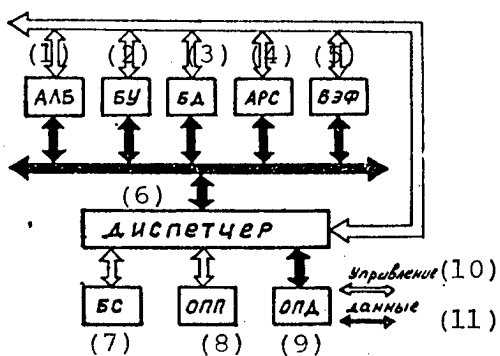 (1) (2) (3) (4) (5)
АЛБ БУ БД АРС ВЭФ
(6)
ДИСПЕТЧЕР
БС ОПП ОПД
(7) (8) (9)
Управление (10)
данные
(11)